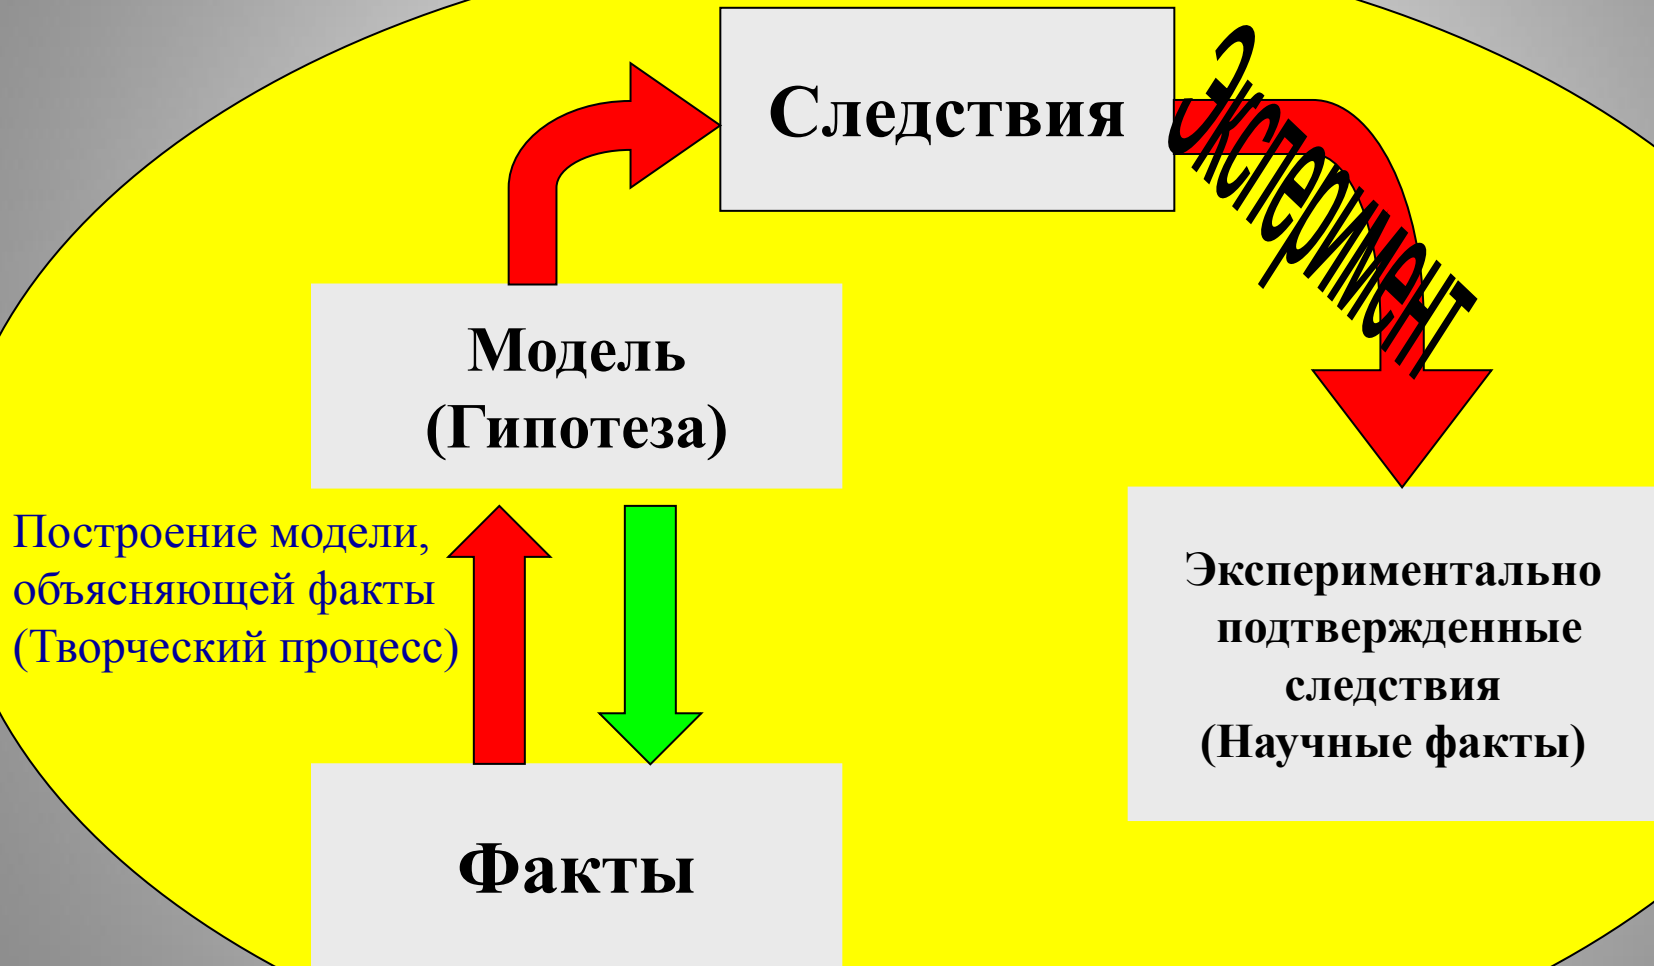 Следствия
Эксперимент
Модель
(Гипотеза)
Построение модели,
объясняющей факты
(Творческий процесс)
Экспериментально
подтвержденные
следствия
(Научные факты)
Факты